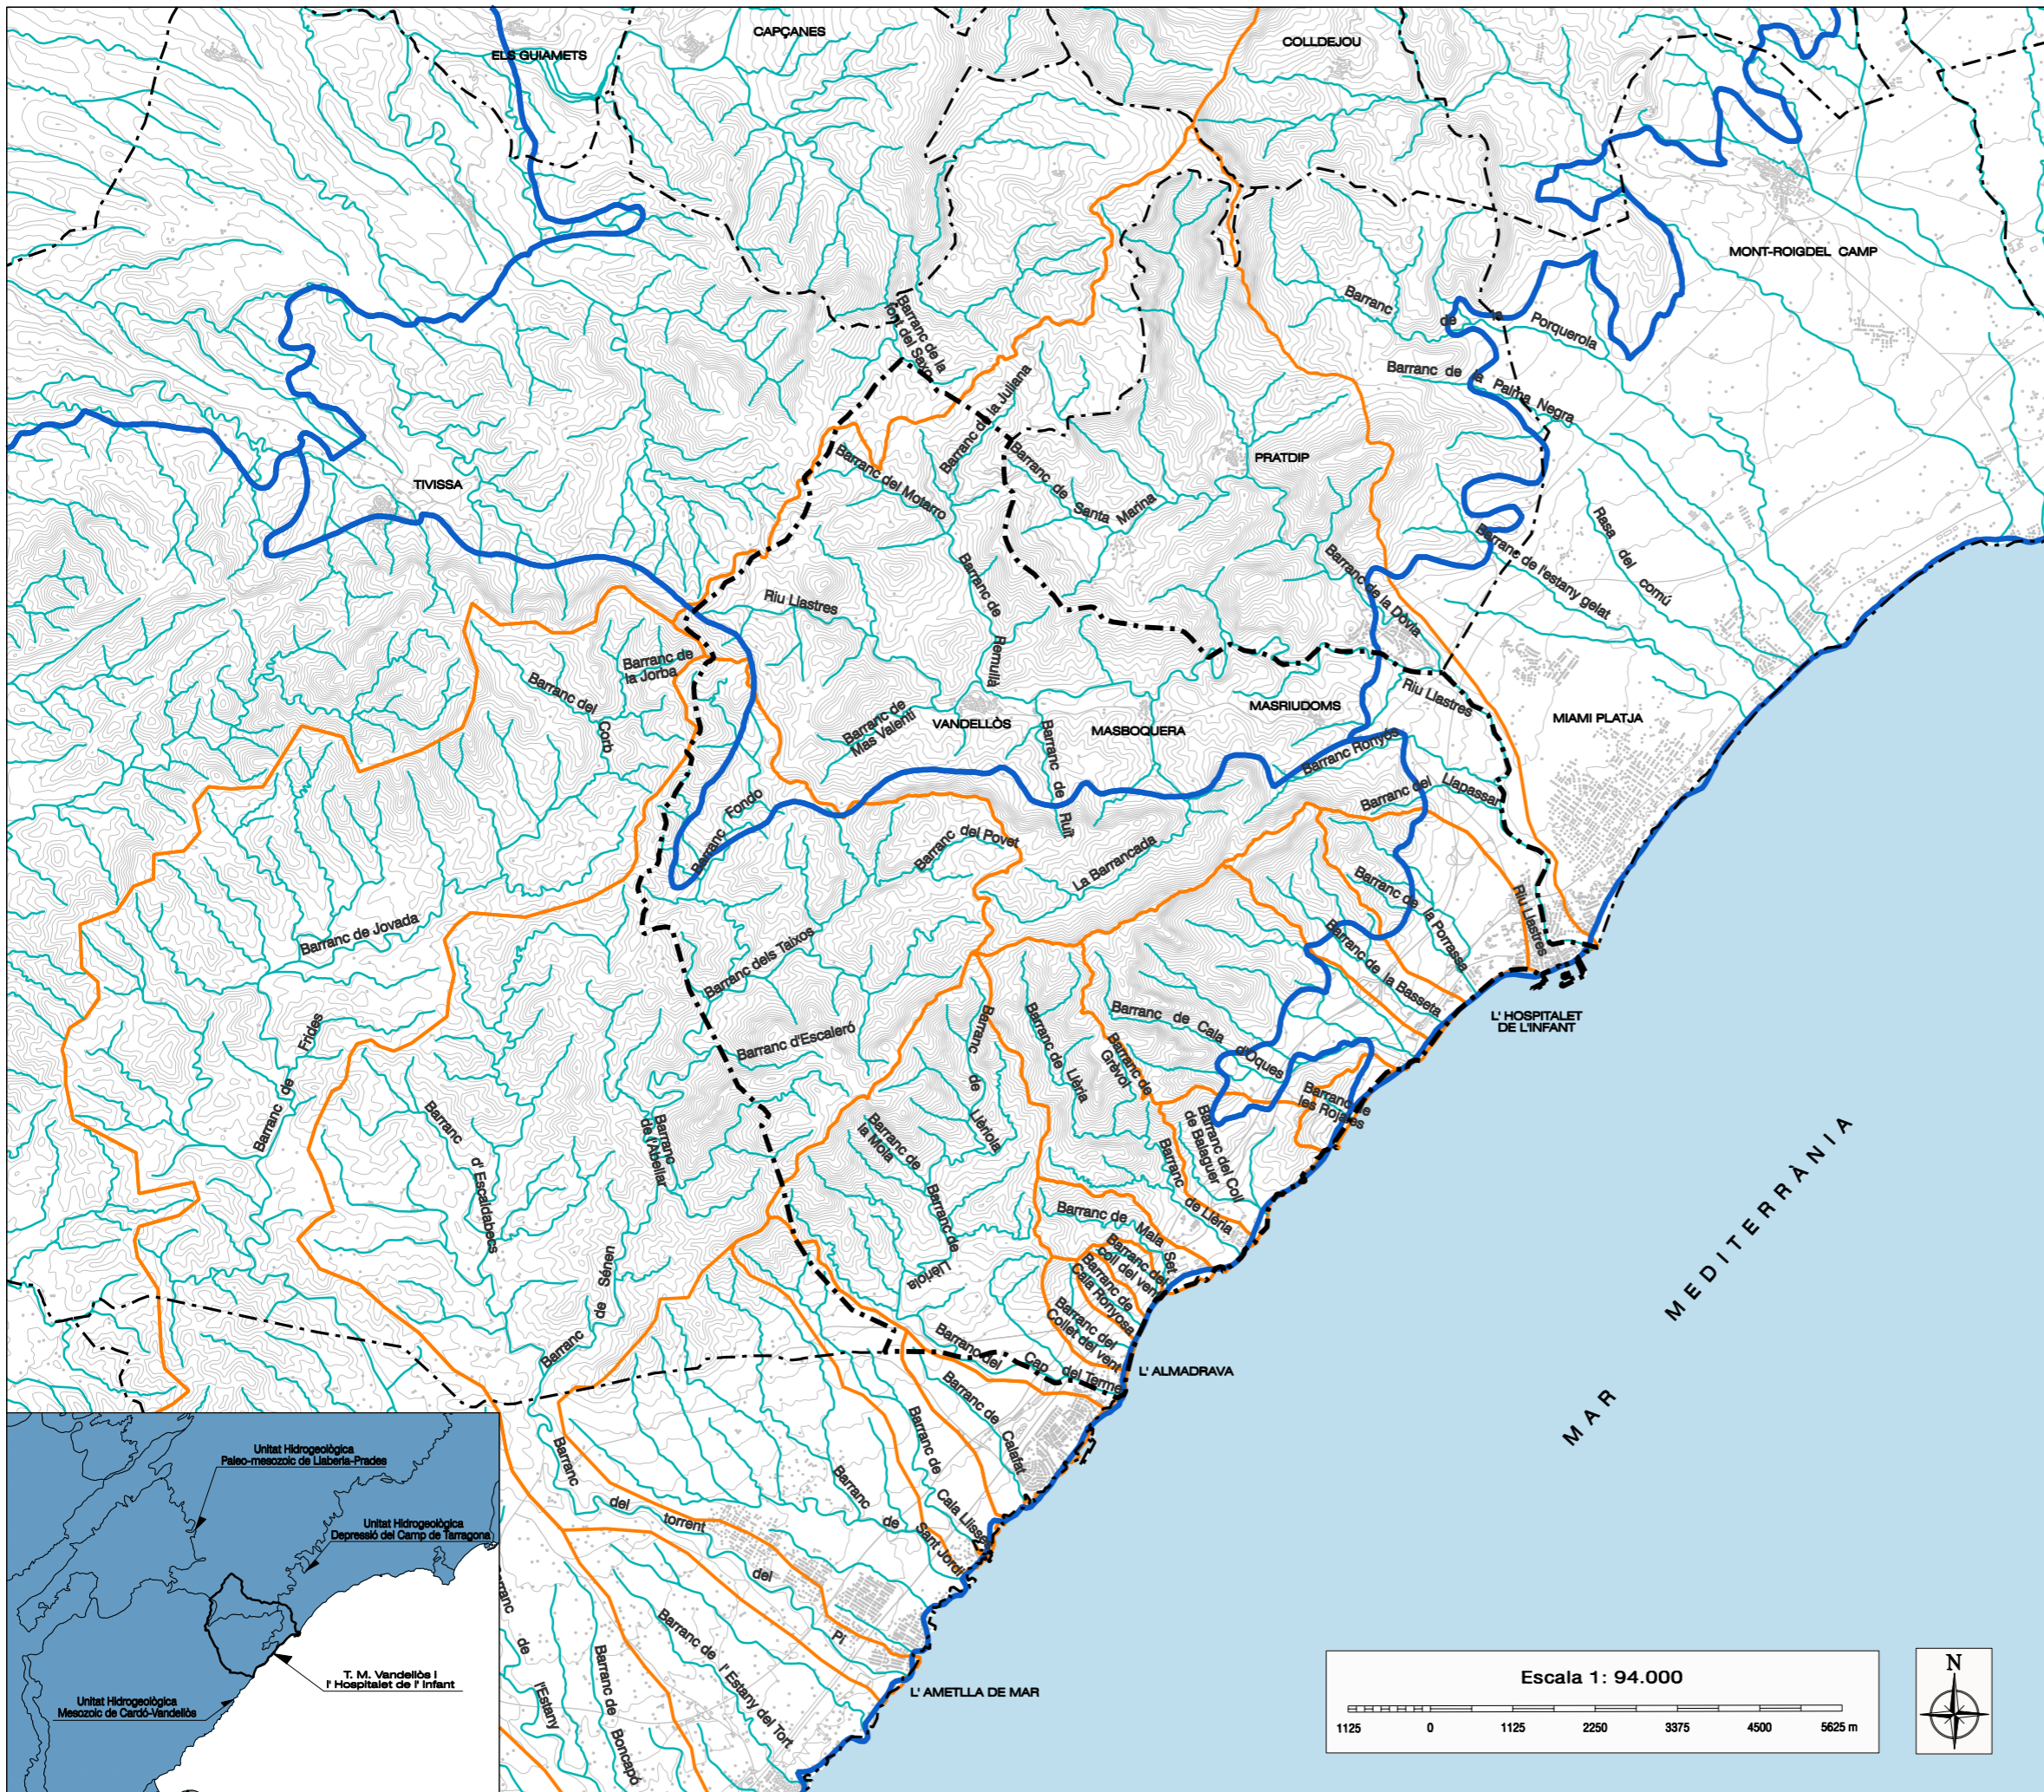 CAPÇANES
ELS GUIAMETS
COLLDEJOU
MONT-ROIGDEL CAMP
Barranc de la
font del Saxo
Barranc de la Porquerola
Barranc de la Juliana
Barranc de la Palma Negra
Barranc del Motarro
Barranc de Santa Marina
PRATDIP
TIVISSA
Rasa del comú
Barranc de l'estany gelat
Barranc de la Dòvia
Barranc de Remullà
Riu Llastres
Barranc de
la Jorba
Barranc del Corb
Riu Llastres
Barranc de
Mas Valentí
VANDELLÒS
MASBOQUERA
MASRIUDOMS
MIAMI PLATJA
Barranc de Ruït
Barranc Ronyós
Barranc del Llapassar
Barranc Fondo
Barranc del Povet
La Barrancada
Barranc de la Porrassa
Riu Llastres
Barranc de Jovada
Barranc dels Taixos
Barranc de la Basseta
L' HOSPITALET
DE L'INFANT
Barranc de Frides
Barranc d'Escaleró
Barranc de Llèriola
Barranc de Llèria
Barranc de Cala d'Oques
Barranc de
Grèvol
Barranc de
les Rojales
Barranc d' Escaldabecs
Barranc
de l'Abellar
Barranc de
la Mola
Barranc del Coll
de Balaguer
Barranc de Llèria
Barranc de Llèriola
Barranc de Mala Set
Barranc de Sénen
Barranc del
coll del vent
Barranc de
Cala Ronyosa
Barranc del
Collet del vent
Barranc del Cap del Terme
L' ALMADRAVA
MAR MEDITERRÀNIA
Barranc de Calafat
Barranc de Cala Llisses
Barranc de Sant Jordi
Barranc del torrent del Pi
Barranc de l'Estany del Tort
Barranc de Boncapó
Barranc de l'Estany
L' AMETLLA DE MAR
Unitat Hidrogeològica
Paleo-mesozoic de Llaberia-Prades
Unitat Hidrogeològica
Depressió del Camp de Tarragona
T. M. Vandellòs i
l' Hospitalet de l' Infant
Unitat Hidrogeològica
Mesozoic de Cardó-Vandellòs
Escala 1: 94.000
1125 0 1125 2250 3375 4500 5625 m
N